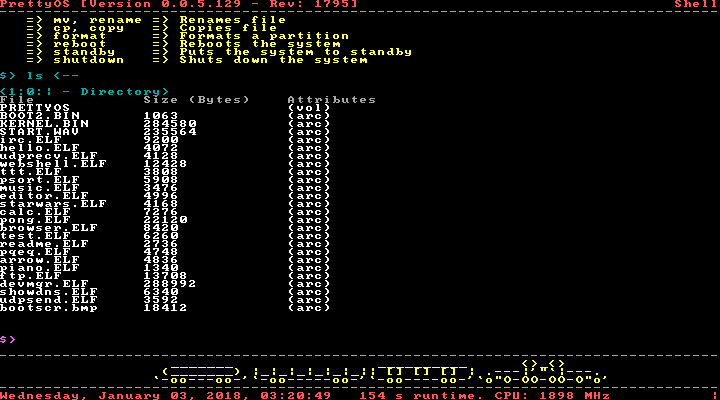 PrettyOS [Version 0.0.5.129 - Rev: 1795] Shell
=> mv, rename => Renames file
=> cp, copy => Copies file
=> format => Formats a partition
=> reboot => Reboots the system
=> standby => Puts the system to standby
=> shutdown => Shuts down the system
$> ls <--
<1:0:| - Directory>
File Size (Bytes) Attributes
PRETTYOS (vol)
BOOT2.BIN 1063 (arc)
KERNEL.BIN 284580 (arc)
START.WAV 235564 (arc)
irc.ELF 9200 (arc)
hello.ELF 4072 (arc)
udprecv.ELF 4128 (arc)
webshell.ELF 12428 (arc)
ttt.ELF 3808 (arc)
psort.ELF 5908 (arc)
music.ELF 3476 (arc)
editor.ELF 4996 (arc)
starwars.ELF 4168 (arc)
calc.ELF 7276 (arc)
pong.ELF 22120 (arc)
browser.ELF 8420 (arc)
test.ELF 6260 (arc)
readme.ELF 2736 (arc)
pqeq.ELF 4748 (arc)
arrow.ELF 4836 (arc)
piano.ELF 1340 (arc)
ftp.ELF 13708 (arc)
devmgr.ELF 288992 (arc)
showdns.ELF 6340 (arc)
udpsend.ELF 3592 (arc)
bootscr.bmp 18412 (arc)
$>
Wednesday, January 03, 2018, 03:20:49 154 s runtime. CPU: 1898 MHz